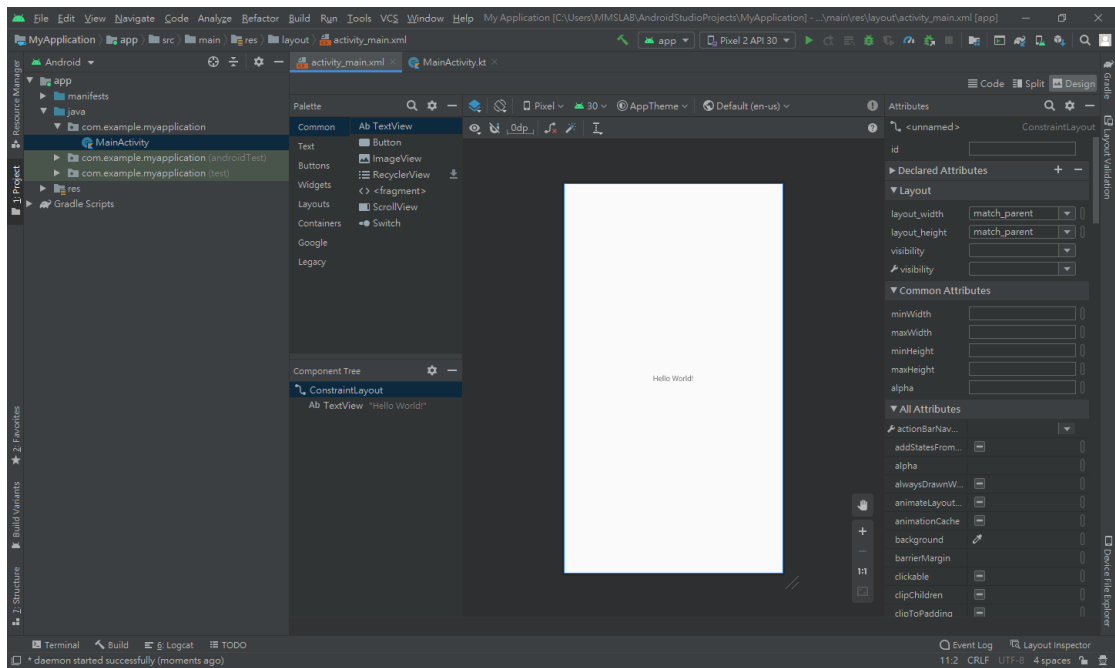 File Edit View Navigate Code Analyze Refactor Build Run Tools VCS Window Help My Application [C:\Users\MMSLAB\AndroidStudioProjects\MyApplication] - ...\main\res\layout\activity_main.xml [app]
MyApplication app src main res layout activity_main.xml app Pixel 2 API 30
Android activity_main.xml MainActivity.kt
Code Split Design
app
manifests
java
com.example.myapplication
MainActivity
com.example.myapplication (androidTest)
com.example.myapplication (test)
res
Gradle Scripts
Resource Manager
1: Project
2: Favorites
Build Variants
7: Structure
Palette
Common
Text
Buttons
Widgets
Layouts
Containers
Google
Legacy
Ab TextView
Button
ImageView
RecyclerView
<> <fragment>
ScrollView
Switch
Component Tree
ConstraintLayout
Ab TextView "Hello World!"
Pixel 30 AppTheme Default (en-us)
0dp
Hello World!
1:1
Attributes
<unnamed> ConstraintLayout
id
Declared Attributes
Layout
layout_width match_parent
layout_height match_parent
visibility
visibility
Common Attributes
minWidth
maxWidth
minHeight
maxHeight
alpha
All Attributes
actionBarNav...
addStatesFrom...
alpha
alwaysDrawnW...
animateLayout...
animationCache
background
barrierMargin
clickable
clipChildren
clipToPadding
Gradle
Layout Validation
Device File Explorer
Terminal Build 6: Logcat TODO Event Log Layout Inspector
* daemon started successfully (moments ago) 11:2 CRLF UTF-8 4 spaces